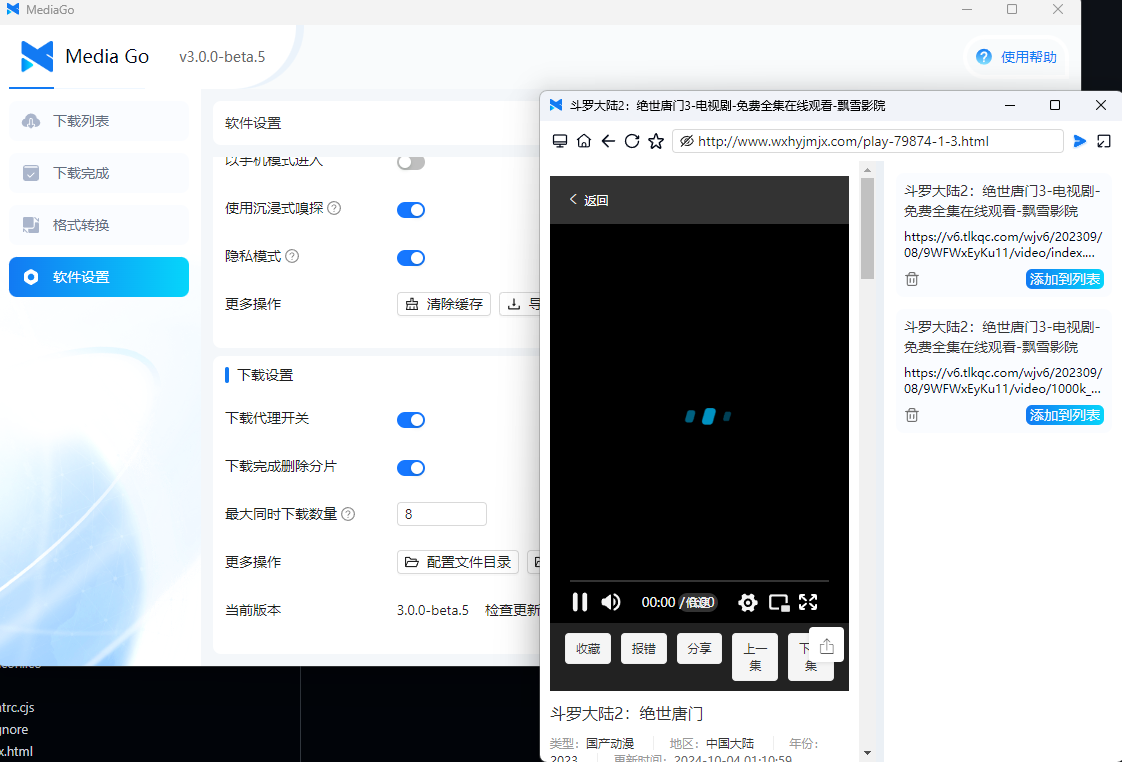 MediaGo
Media Go
v3.0.0-beta.5
使用帮助
下载列表
下载完成
格式转换
软件设置
软件设置
以手机模式进入
使用沉浸式嗅探
隐私模式
更多操作
清除缓存
下载设置
下载代理开关
下载完成删除分片
最大同时下载数量
8
更多操作
配置文件目录
当前版本
3.0.0-beta.5
检查更新
ntrc.cjs
gnore
x.html
斗罗大陆2：绝世唐门3-电视剧-免费全集在线观看-飘雪影院
http://www.wxhyjmjx.com/play-79874-1-3.html
返回
00:00 / 0:00
倍速
收藏
报错
分享
上一
集
下
集
斗罗大陆2：绝世唐门
类型：国产动漫
地区：中国大陆
年份：
2023
更新时间：2024-10-04 01:10:59
斗罗大陆2：绝世唐门3-电视剧-
免费全集在线观看-飘雪影院
https://v6.tlkqc.com/wjv6/202309/
08/9WFWxEyKu11/video/index....
添加到列表
斗罗大陆2：绝世唐门3-电视剧-
免费全集在线观看-飘雪影院
https://v6.tlkqc.com/wjv6/202309/
08/9WFWxEyKu11/video/1000k_...
添加到列表